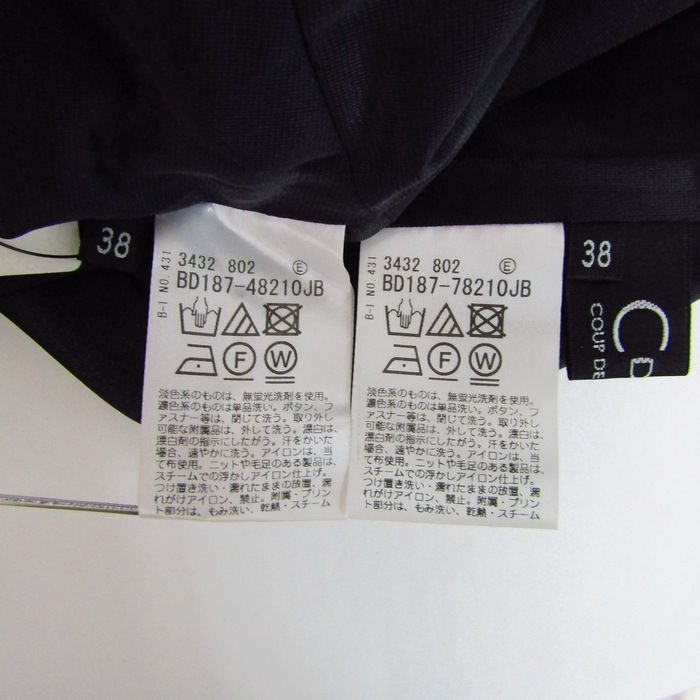 38
B-I NO. 431
3432 802 E
BD187-48210JB
F W
淡色系のものは、無蛍光洗剤を使用。
濃色系のものは単品洗い。ボタン、フ
ァスナー等は、閉じて洗う。取り外し
可能な附属品は、外して洗う。漂白は、
漂白剤の指示にしたがう。汗をかいた
場合、速やかに洗う。アイロンは、当
て布使用。ニットや毛足のある製品は、
スチームでの浮かしアイロン仕上げ。
つけ置き洗い・濡れたままの放置、濡
れがけアイロン、禁止。附属・プリン
ト部分は、もみ洗い、乾熱・スチーム
B-I NO. 431
3432 802 E
BD187-78210JB
F W
淡色系のものは、無蛍光洗剤を使用。
濃色系のものは単品洗い。ボタン、フ
ァスナー等は、閉じて洗う。取り外し
可能な附属品は、外して洗う。漂白は、
漂白剤の指示にしたがう。汗をかいた
場合、速やかに洗う。アイロンは、当
て布使用。ニットや毛足のある製品は、
スチームでの浮かしアイロン仕上げ。
つけ置き洗い・濡れたままの放置、濡
れがけアイロン、禁止。附属・プリン
ト部分は、もみ洗い、乾熱・スチーム
38
COUP DE